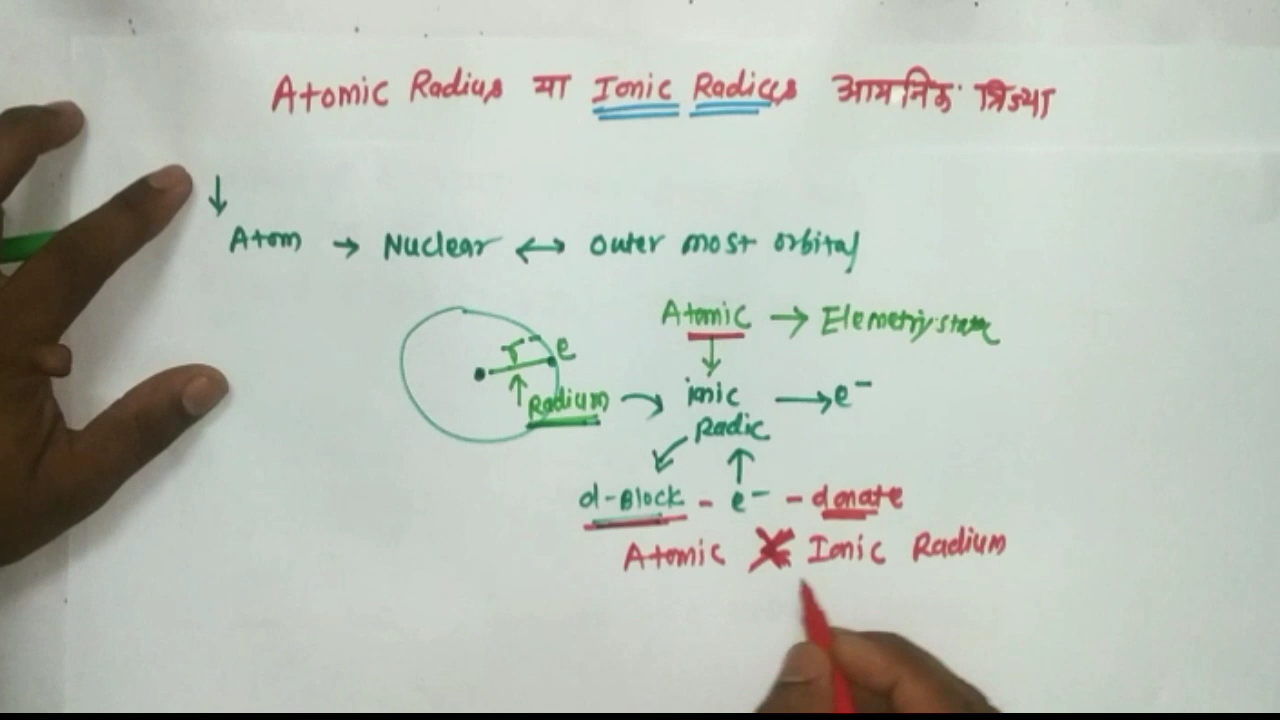 Atomic Radius या Ionic Radius आयनिक त्रिज्या
↓
Atom → Nuclear ↔ outer most orbital
Atomic → Elemetry state
r e
Radium → ionic → e⁻
Radic
d-Block - e⁻ - donate
Atomic Ionic Radium